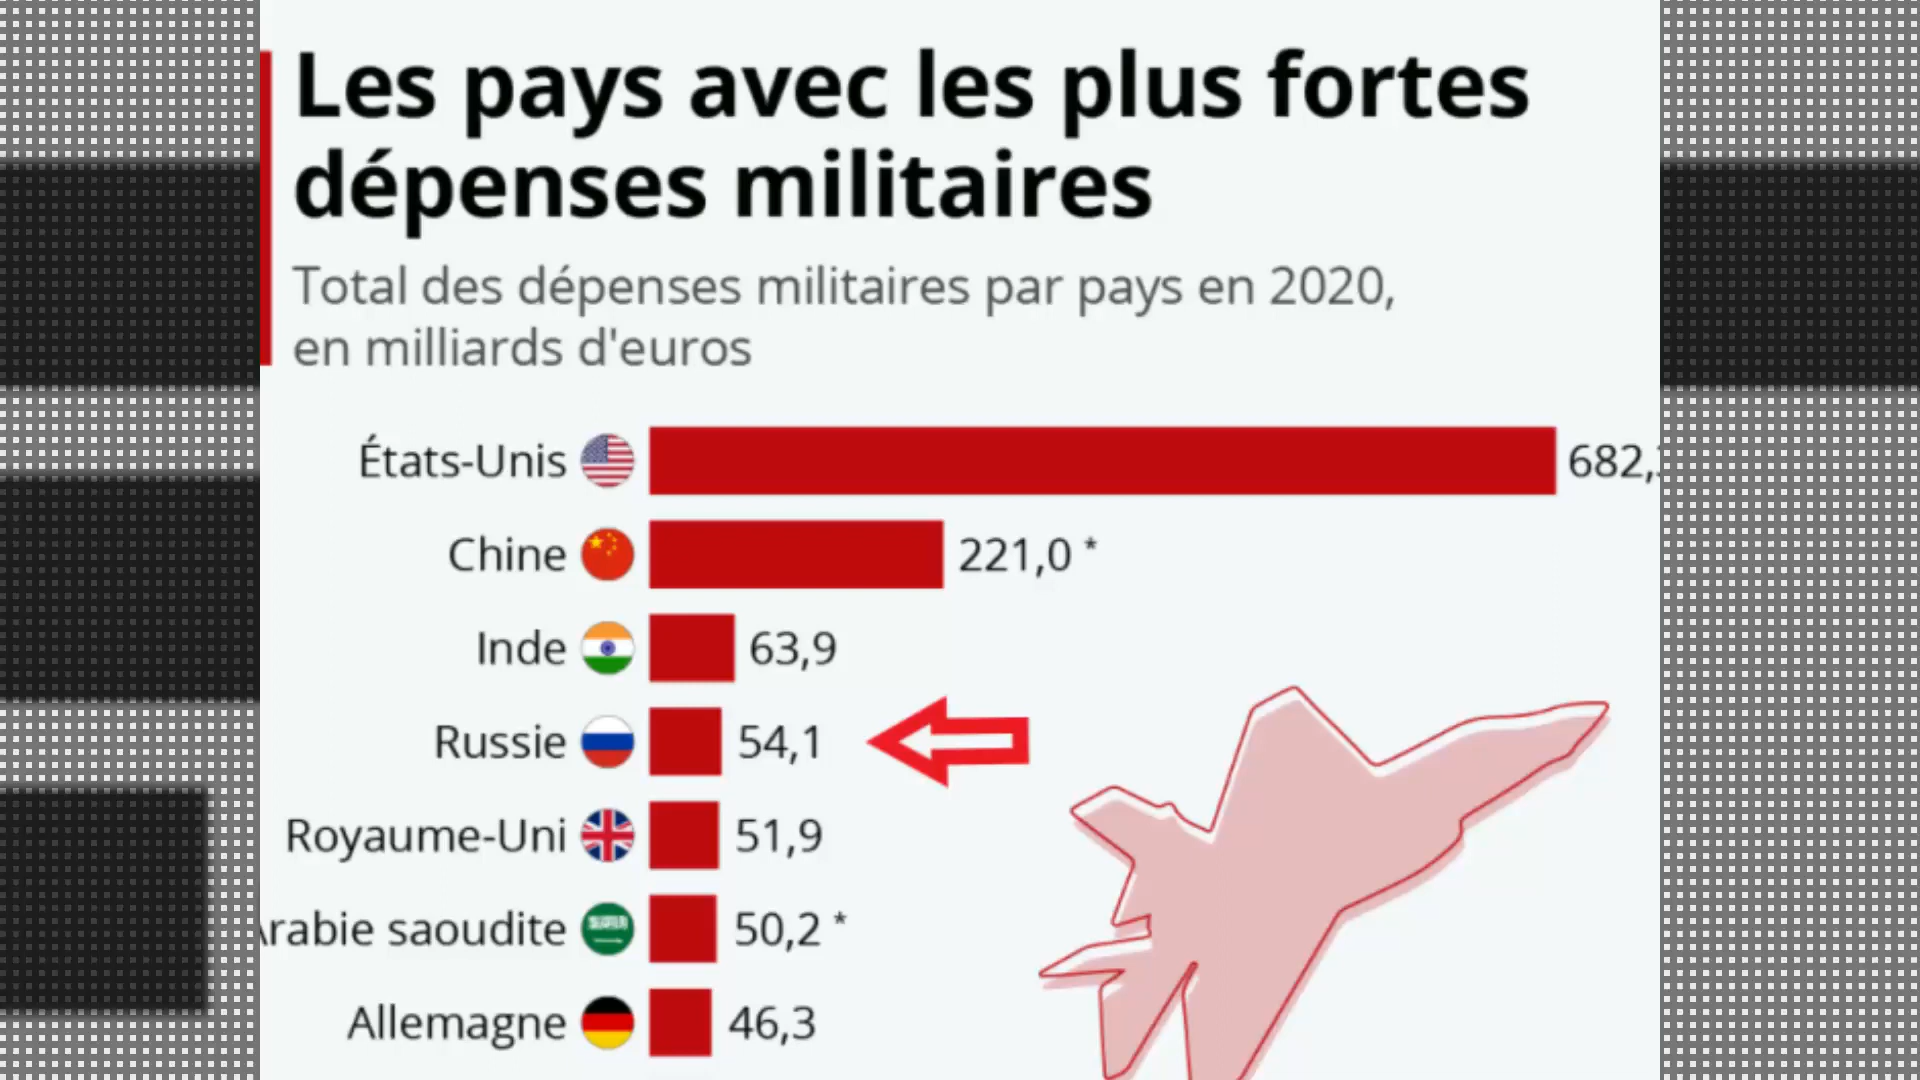 Les pays avec les plus fortes
dépenses militaires
Total des dépenses militaires par pays en 2020,
en milliards d'euros
États-Unis 682,
Chine 221,0 *
Inde 63,9
Russie 54,1
Royaume-Uni 51,9
rabie saoudite 50,2 *
Allemagne 46,3